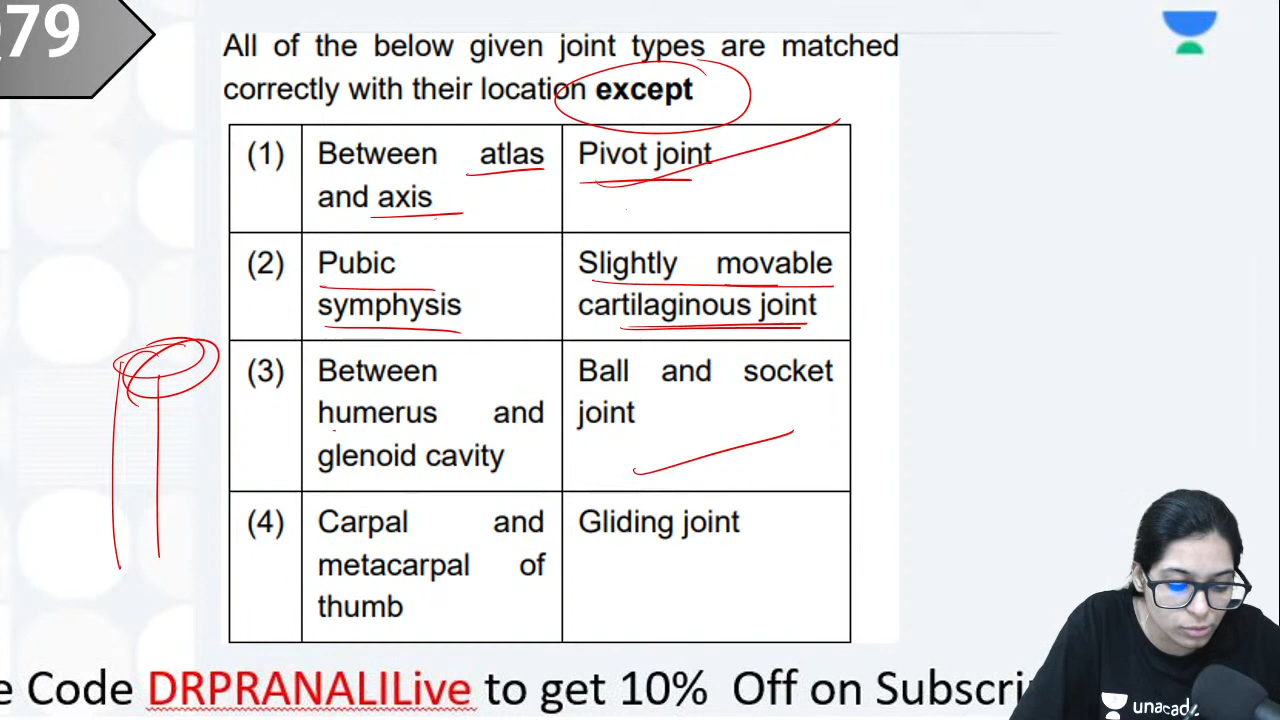 79
All of the below given joint types are matched
correctly with their location except
(1) Between atlas and axis Pivot joint
(2) Pubic symphysis Slightly movable cartilaginous joint
(3) Between humerus and glenoid cavity Ball and socket joint
(4) Carpal and metacarpal of thumb Gliding joint
e Code DRPRANALILive to get 10% Off on Subscri
unacad